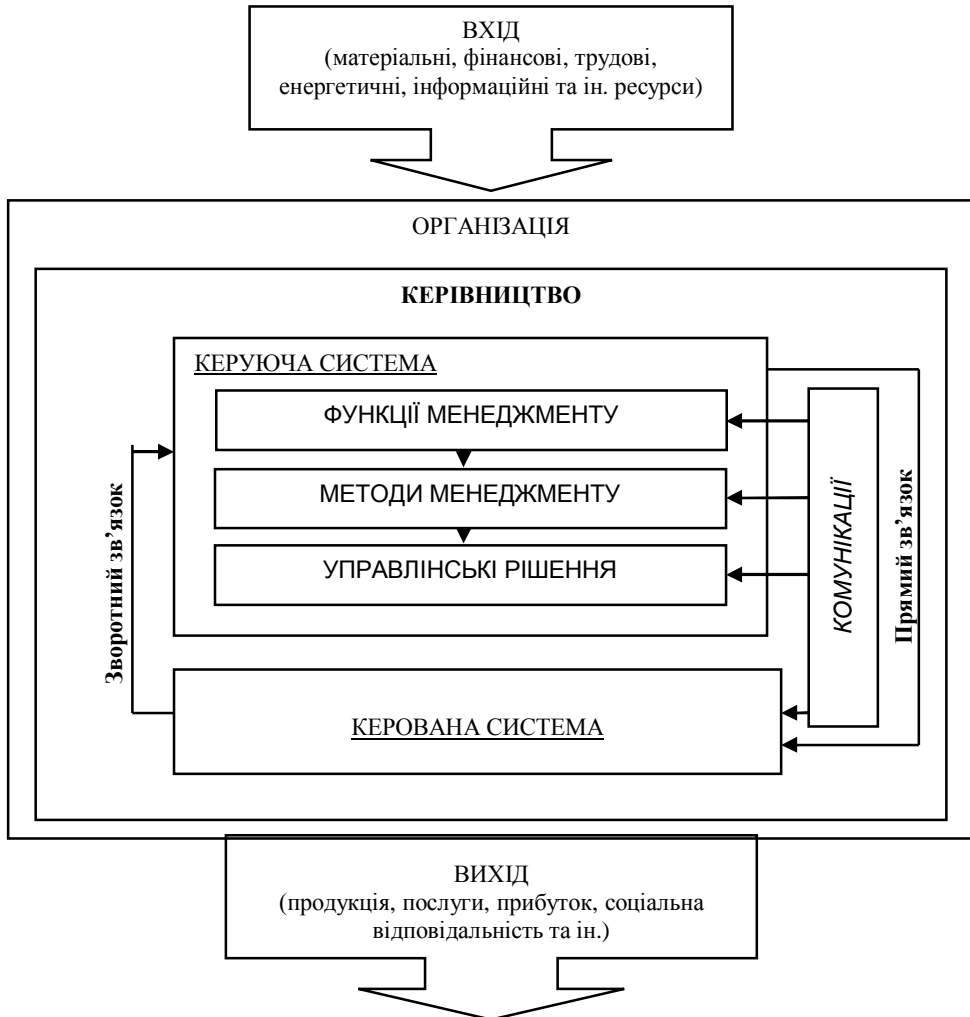 ВХІД
(матеріальні, фінансові, трудові,
енергетичні, інформаційні та ін. ресурси)
ОРГАНІЗАЦІЯ
КЕРІВНИЦТВО
КЕРУЮЧА СИСТЕМА
ФУНКЦІЇ МЕНЕДЖМЕНТУ
МЕТОДИ МЕНЕДЖМЕНТУ
УПРАВЛІНСЬКІ РІШЕННЯ
Зворотний зв’язок
КОМУНІКАЦІЇ
Прямий зв’язок
КЕРОВАНА СИСТЕМА
ВИХІД
(продукція, послуги, прибуток, соціальна
відповідальність та ін.)